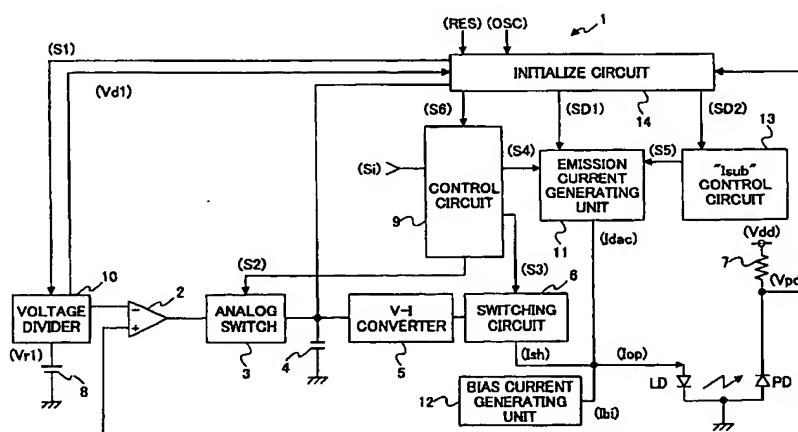 (RES) (OSC) 1
(S1)
INITIALIZE CIRCUIT
(Vd1)
(S6) (SD1) 14 (SD2) 13
(Si)
CONTROL CIRCUIT
9
(S4)
EMISSION CURRENT GENERATING UNIT
11
(S5)
"Isub" CONTROL CIRCUIT
(Idac)
(Vdd)
7
(Vpd
10
(S2)
(S3)
6
2
VOLTAGE DIVIDER
-
+
ANALOG SWITCH
3
4
V-I CONVERTER
5
SWITCHING CIRCUIT
(Vr1)
8
(Ish)
(Iop)
LD
PD
12
BIAS CURRENT GENERATING UNIT
(Ibi)